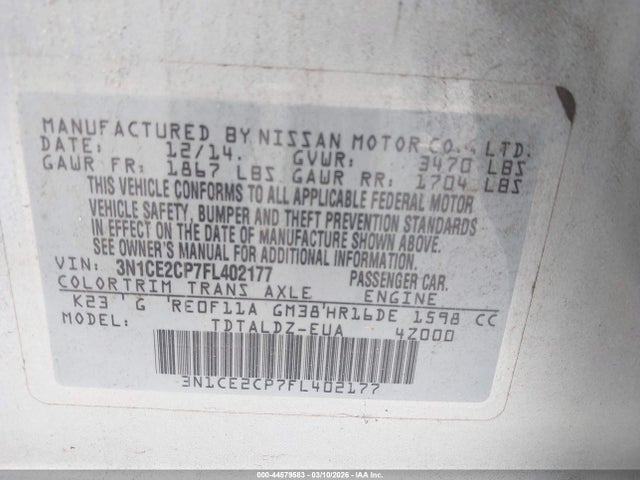 MANUFACTURED BY NISSAN MOTOR CO., LTD.
DATE: 12/14. GVWR: 3470 LBS
GAWR FR: 1867 LBS. GAWR RR: 1704 LBS
THIS VEHICLE CONFORMS TO ALL APPLICABLE FEDERAL MOTOR
VEHICLE SAFETY, BUMPER AND THEFT PREVENTION STANDARDS
IN EFFECT ON THE DATE OF MANUFACTURE SHOWN ABOVE.
SEE OWNER'S MANUAL FOR ADDITIONAL INFORMATION.
VIN: 3N1CE2CP7FL402177 PASSENGER CAR.
COLORTRIM TRANS AXLE ENGINE
K23 ' G 'RE0F11A GM38'HR16DE 1598 CC
MODEL: TDTALDZ-EUA 4Z000
3N1CE2CP7FL402177
000-44579583 | 03/10/2026 | IAA Inc.